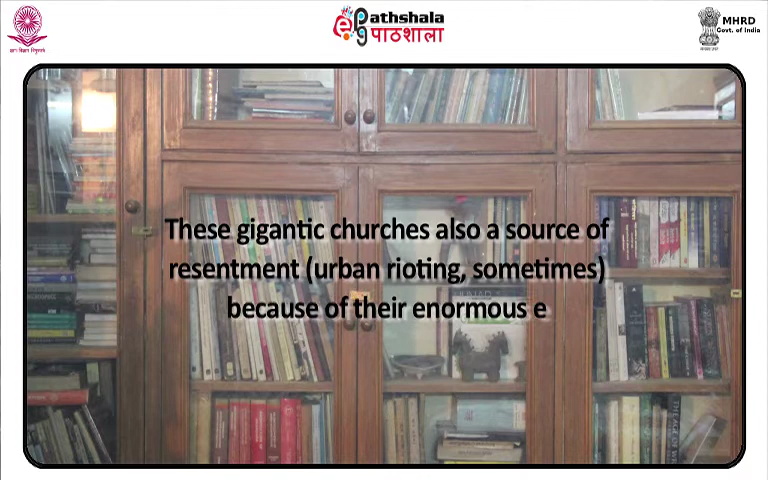 Pathshala
पाठशाला
MHRD
Govt. of India
These gigantic churches also a source of
resentment (urban rioting, sometimes)
because of their enormous e